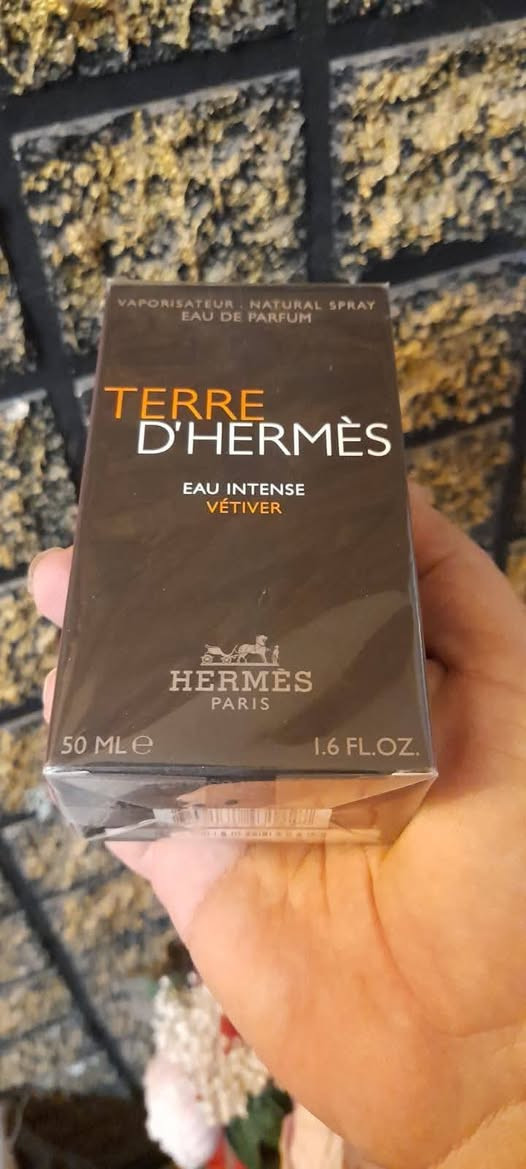 VAPORISATEUR . NATURAL SPRAY
EAU DE PARFUM
TERRE
D'HERMÈS
EAU INTENSE
VÉTIVER
HERMÈS
PARIS
50 ML ℮ 1.6 FL.OZ.